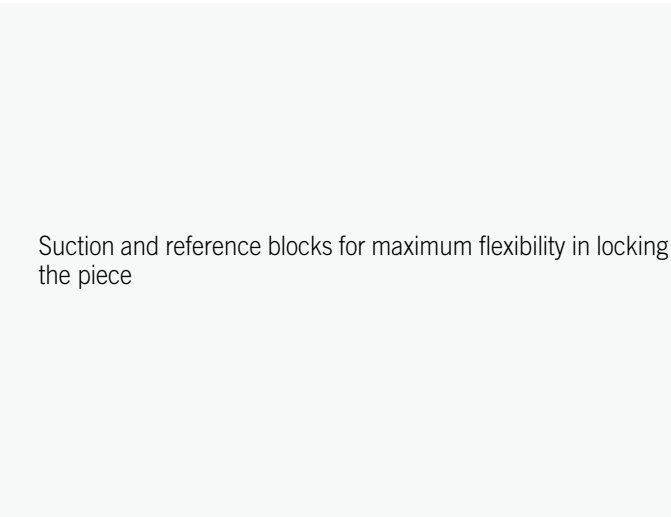 Suction and reference blocks for maximum flexibility in locking
the piece